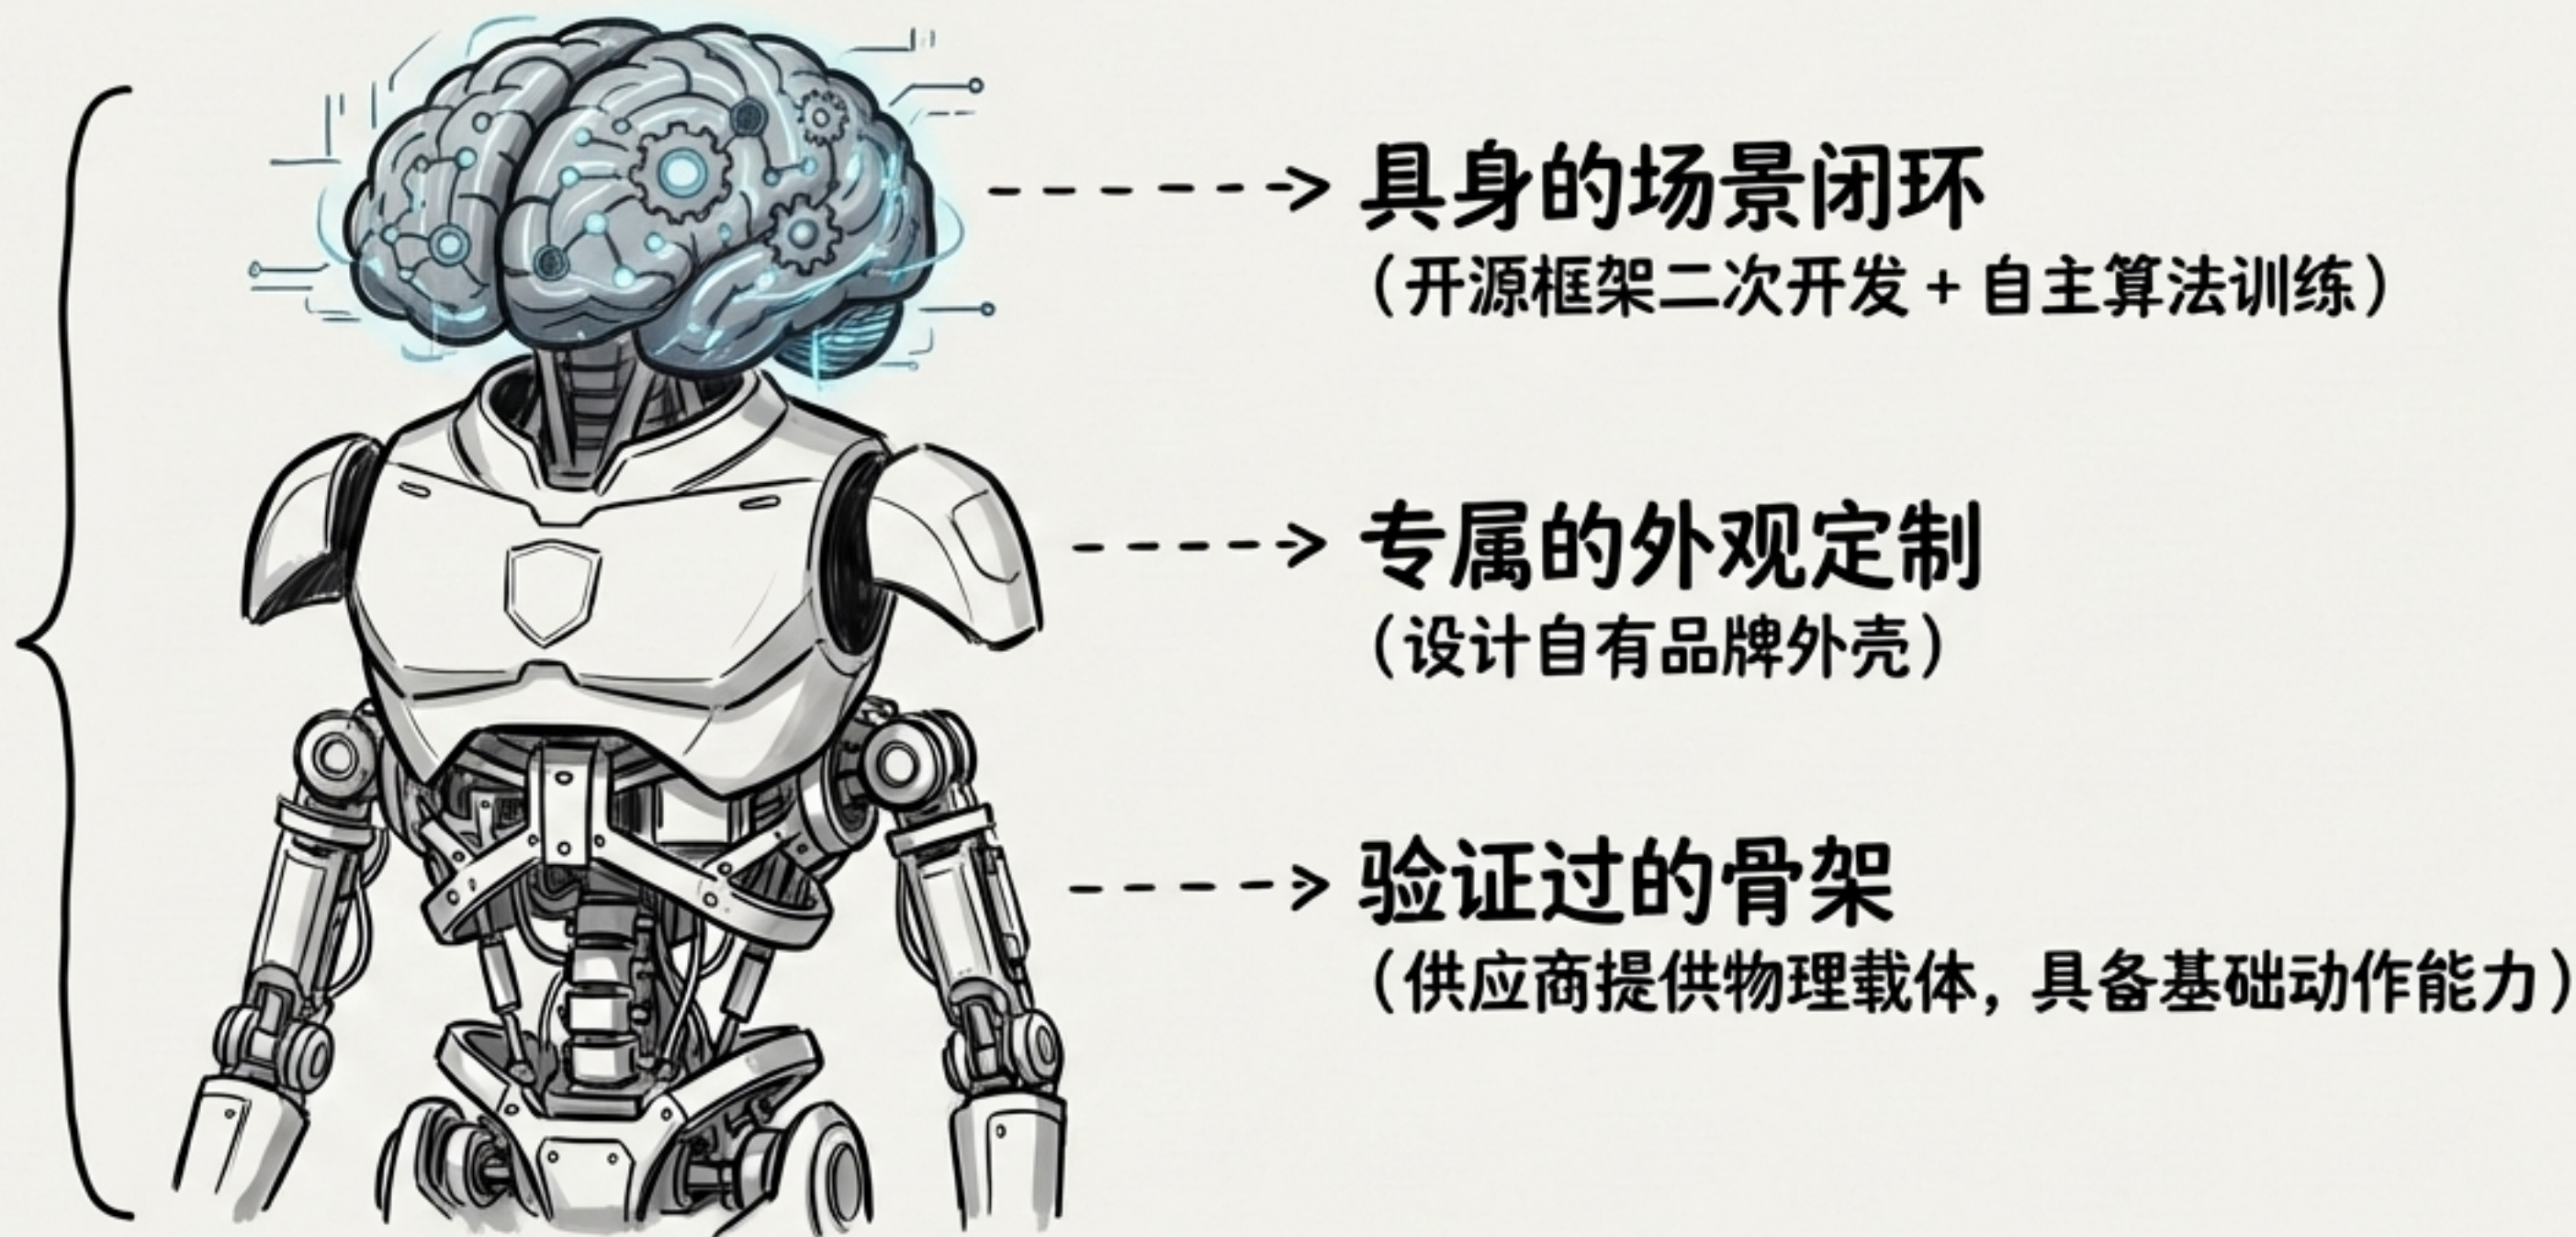 具身的场景闭环
（开源框架二次开发 + 自主算法训练）
专属的外观定制
（设计自有品牌外壳）
验证过的骨架
（供应商提供物理载体，具备基础动作能力）